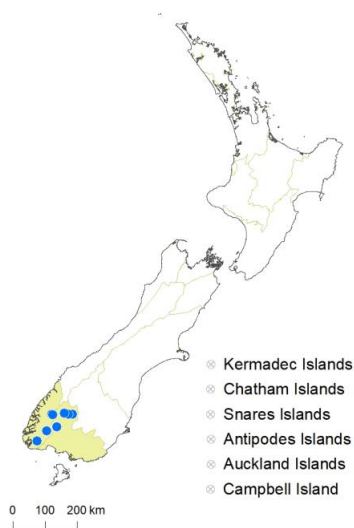 Kermadec Islands
Chatham Islands
Snares Islands
Antipodes Islands
Auckland Islands
Campbell Island
0 100 200 km